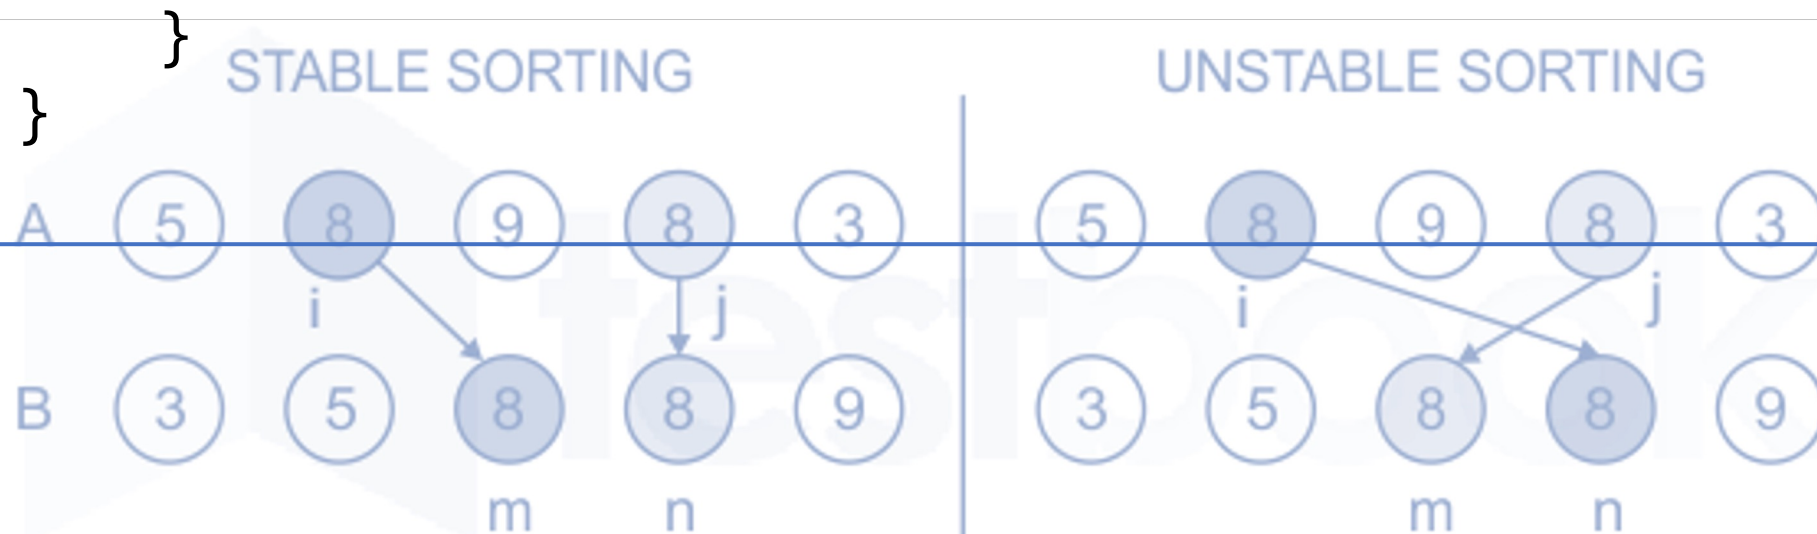 }
STABLE SORTING UNSTABLE SORTING
}
A 5 8 9 8 3 5 8 9 8 3
i j i j
B 3 5 8 8 9 3 5 8 8 9
m n m n
testbook